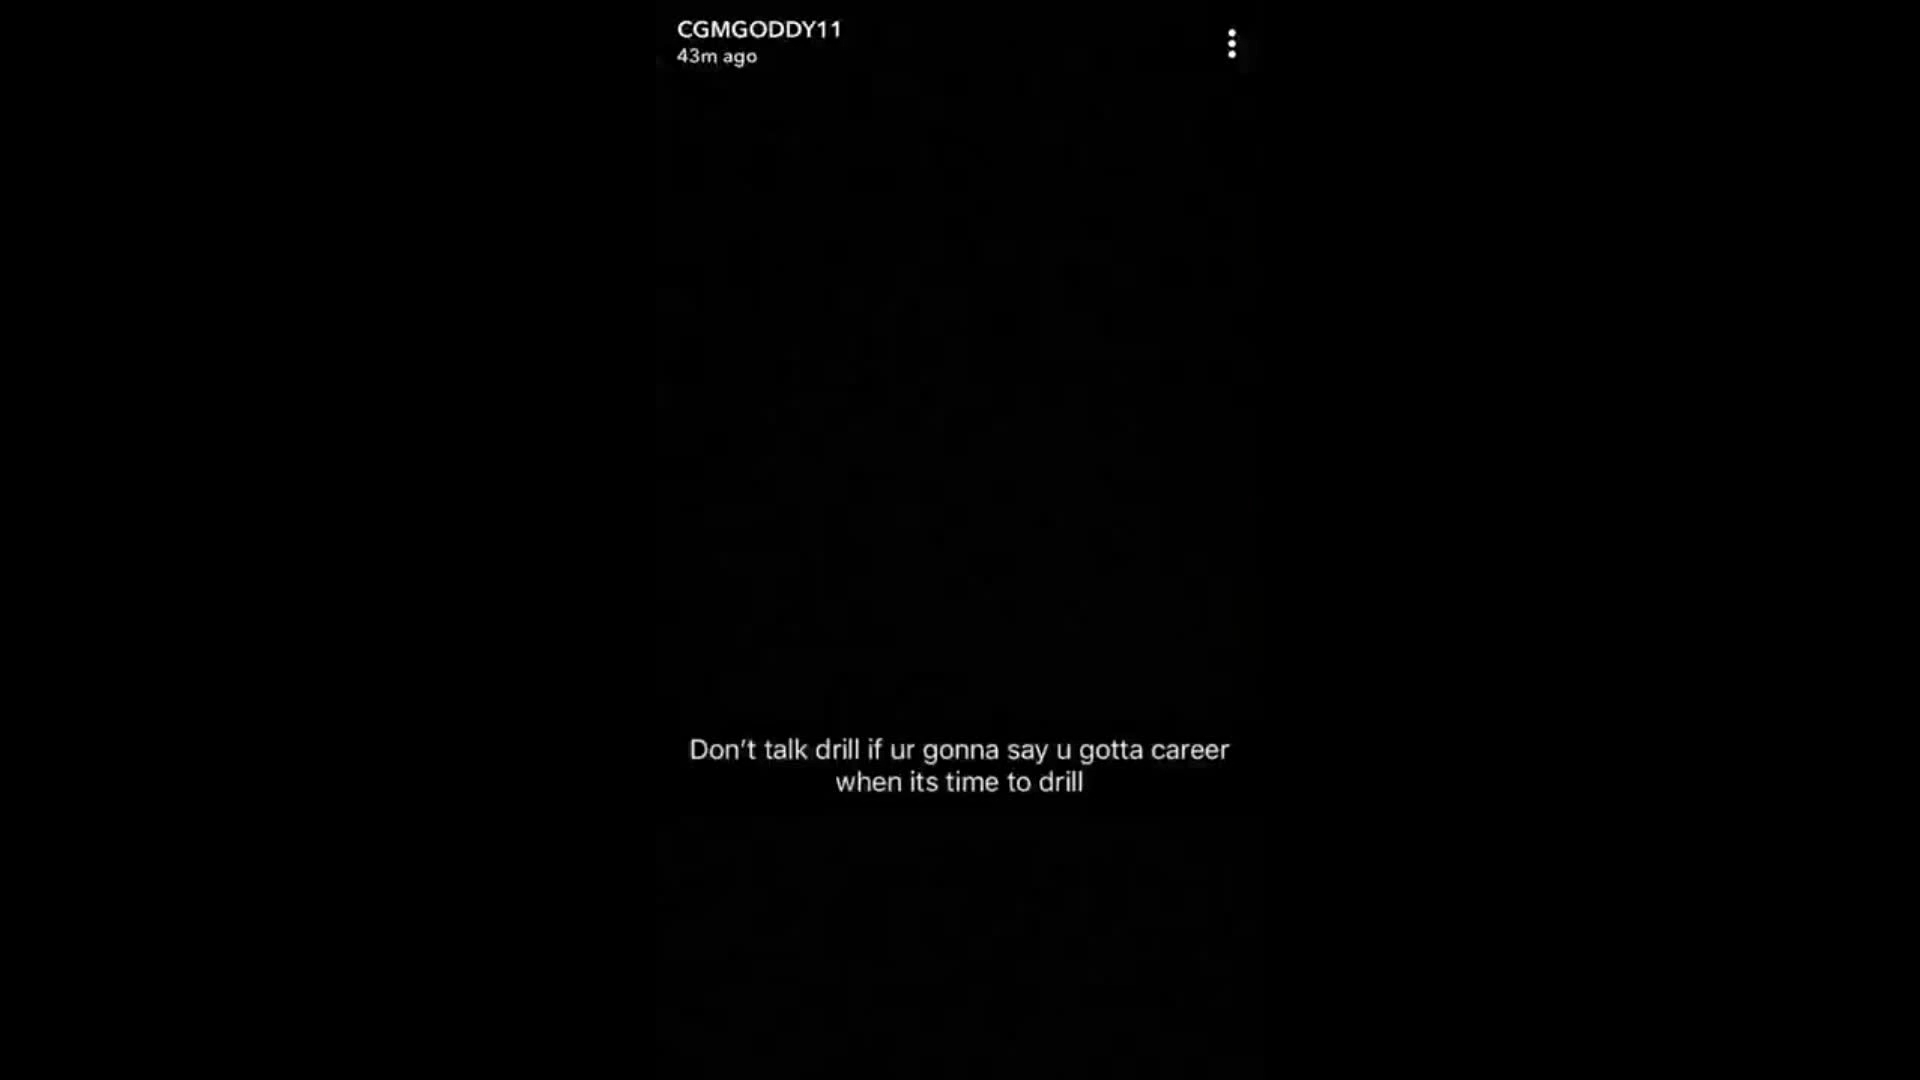 CGMGODDY11
43m ago
Don't talk drill if ur gonna say u gotta career
when its time to drill